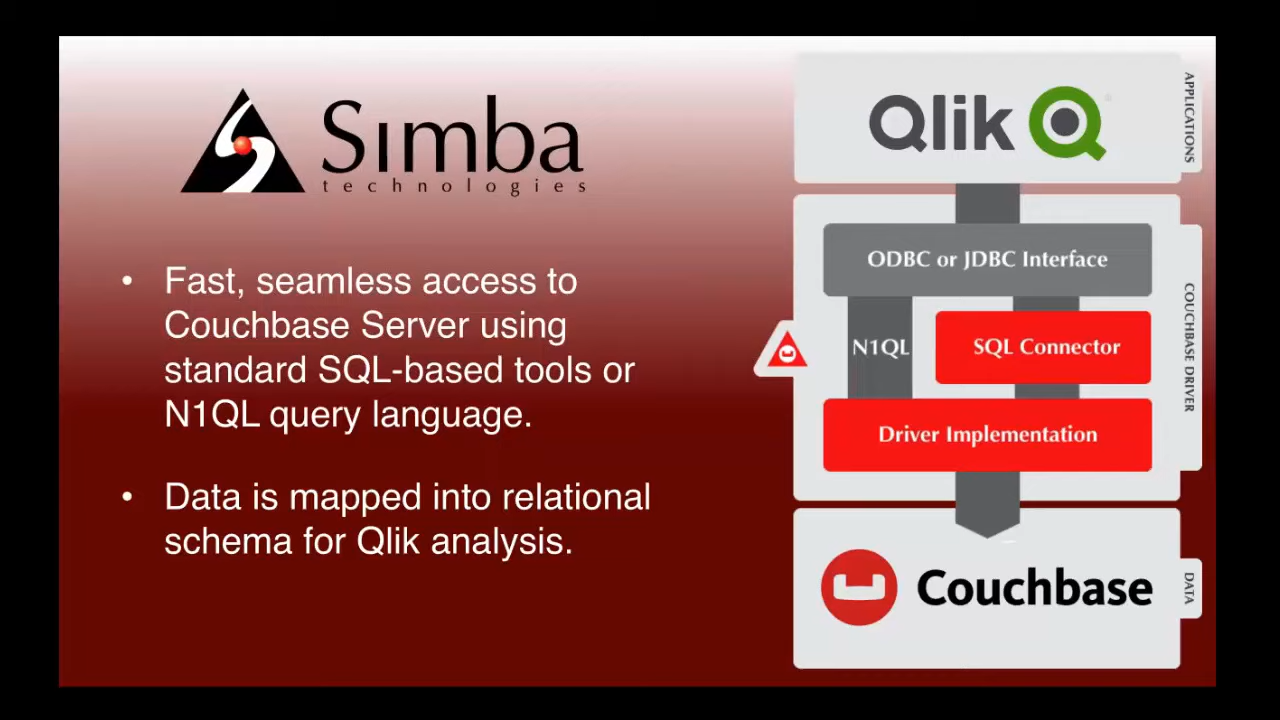 Simba
technologies
• Fast, seamless access to
Couchbase Server using
standard SQL-based tools or
N1QL query language.
• Data is mapped into relational
schema for Qlik analysis.
Qlik
APPLICATIONS
ODBC or JDBC Interface
N1QL
SQL Connector
Driver Implementation
COUCHBASE DRIVER
Couchbase
DATA